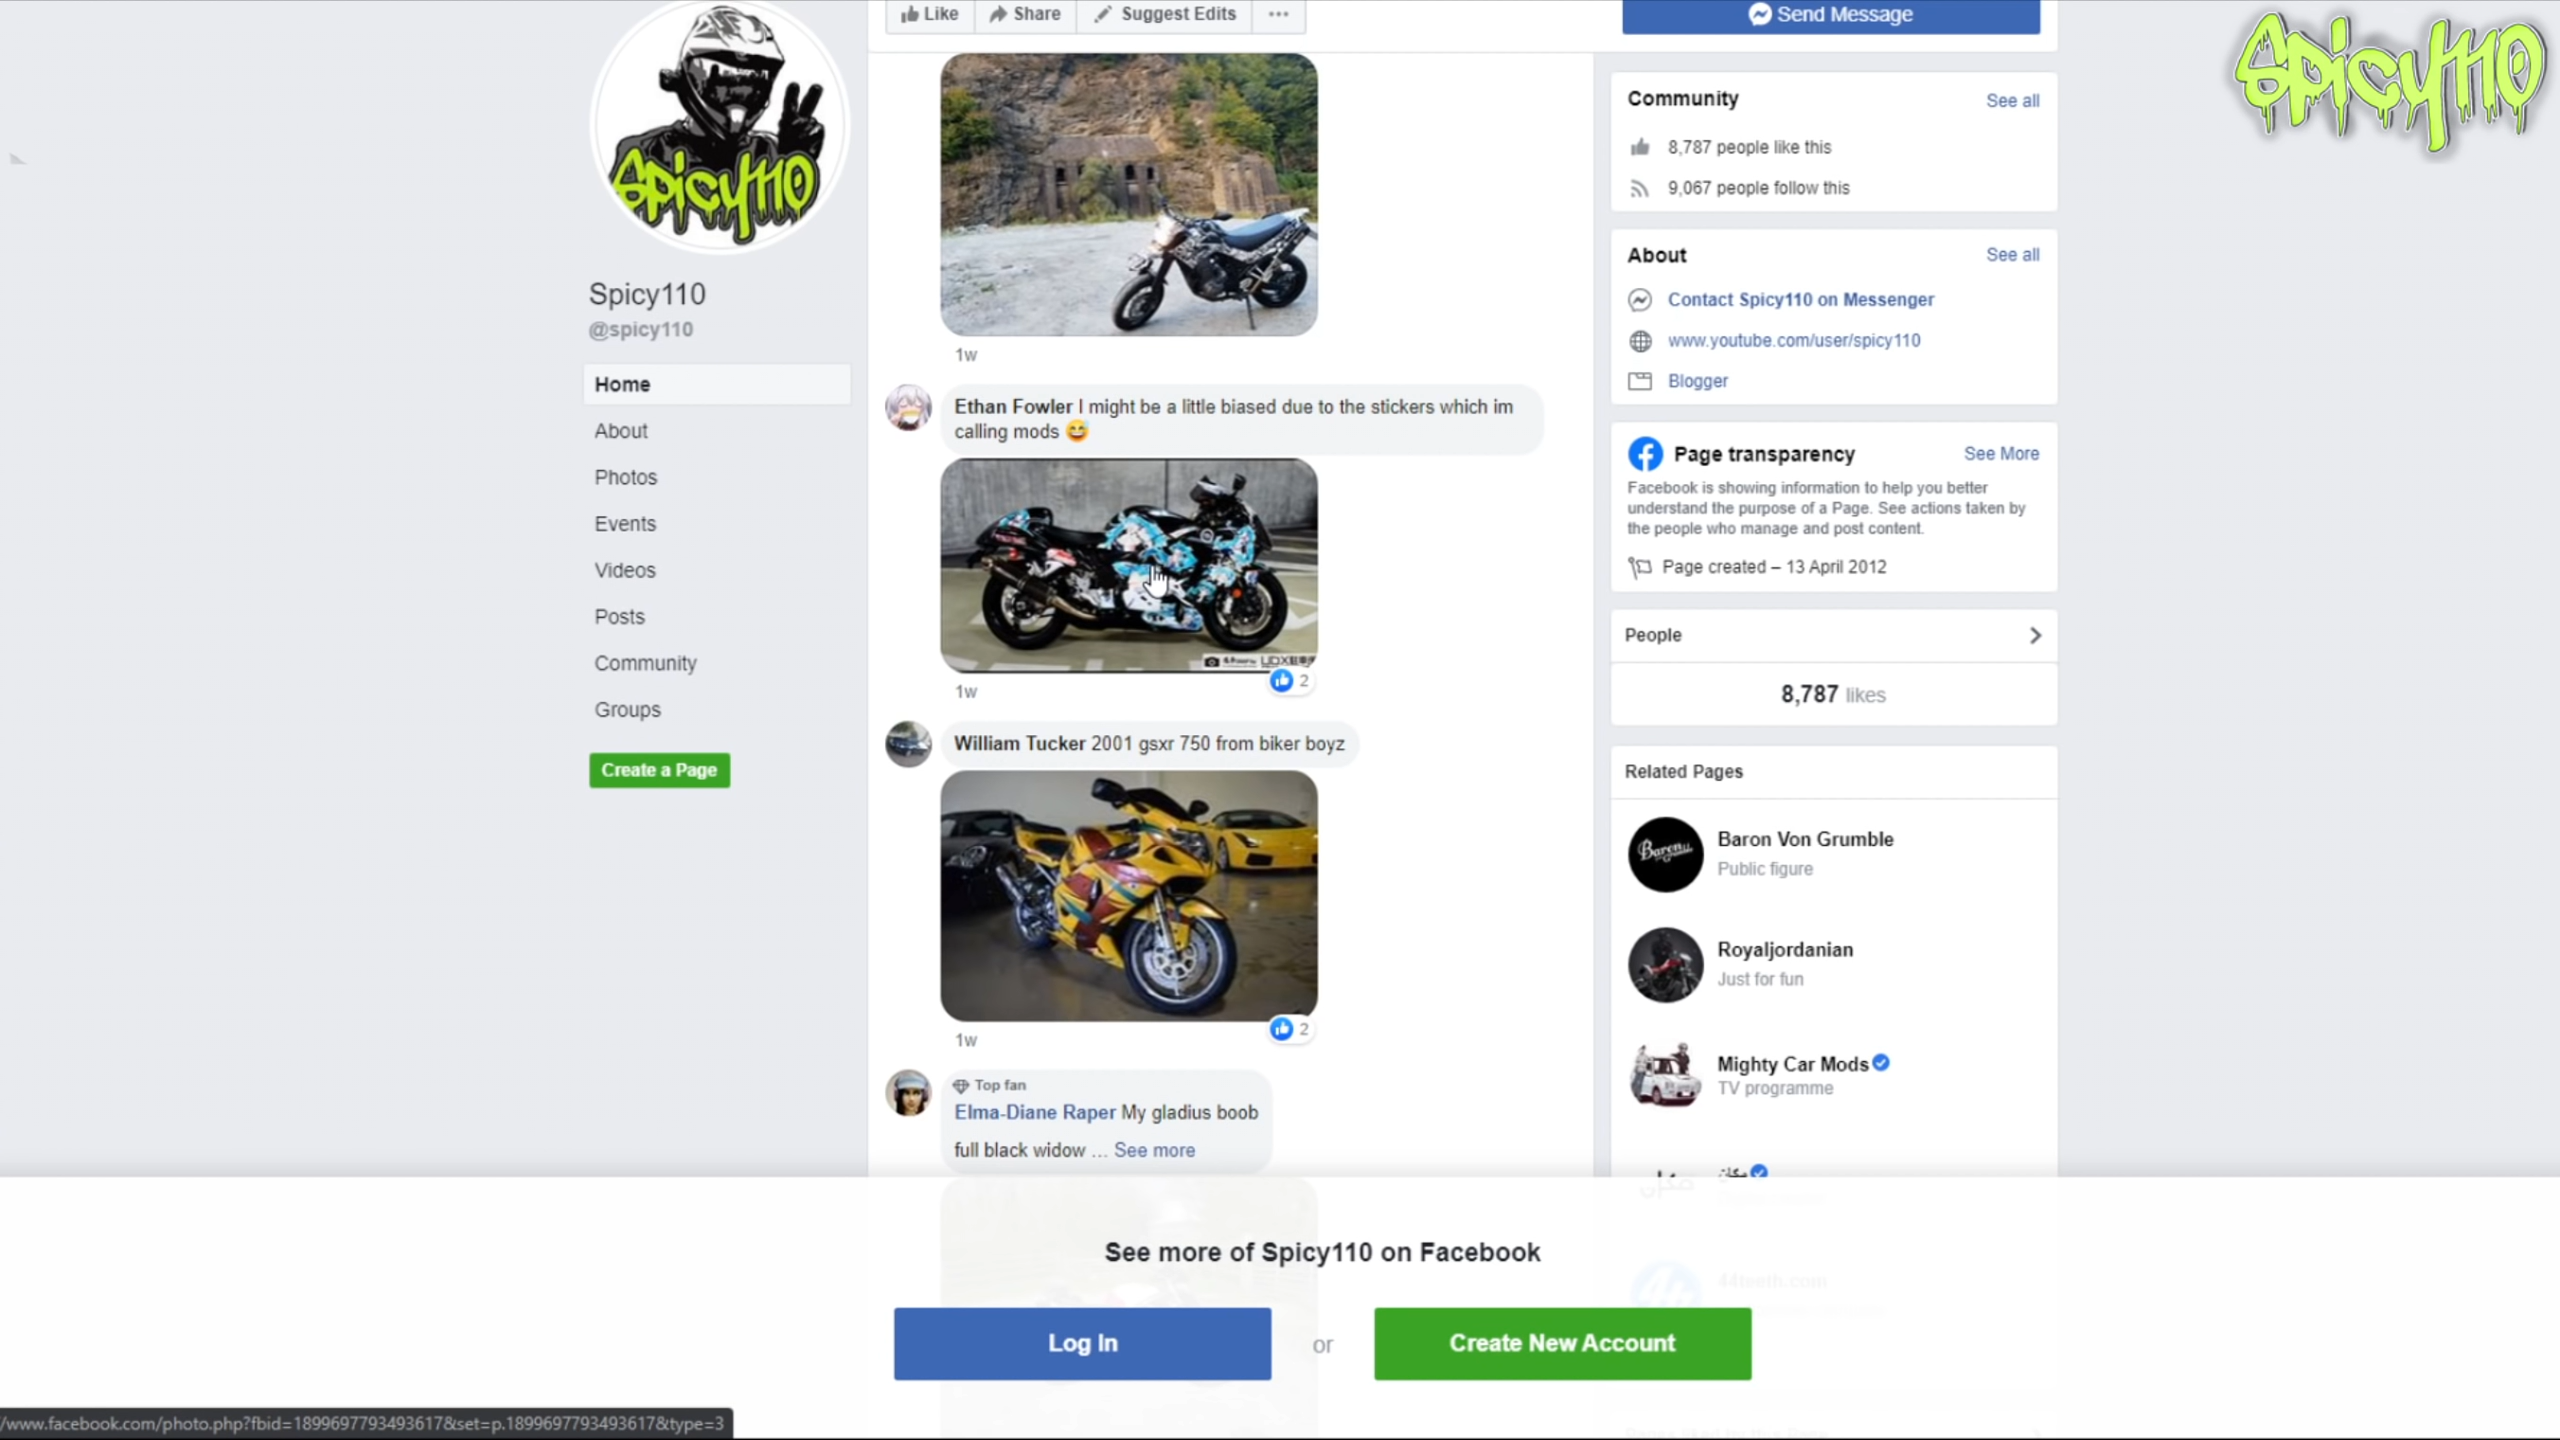 Like
Share
Suggest Edits
Send Message
Spicy110
Spicy110
Spicy110
@spicy110
Home
About
Photos
Events
Videos
Posts
Community
Groups
Create a Page
1w
Ethan Fowler I might be a little biased due to the stickers which im
calling mods 😅
1w
2
William Tucker 2001 gsxr 750 from biker boyz
1w
2
Top fan
Elma-Diane Raper My gladius boob
full black widow ... See more
Community
See all
8,787 people like this
9,067 people follow this
About
See all
Contact Spicy110 on Messenger
www.youtube.com/user/spicy110
Blogger
Page transparency
See More
Facebook is showing information to help you better
understand the purpose of a Page. See actions taken by
the people who manage and post content.
Page created – 13 April 2012
People
8,787 likes
Related Pages
Baron Von Grumble
Public figure
Royaljordanian
Just for fun
Mighty Car Mods
TV programme
44teeth.com
See more of Spicy110 on Facebook
Log In
or
Create New Account
/www.facebook.com/photo.php?fbid=1899697793493617&set=p.1899697793493617&type=3